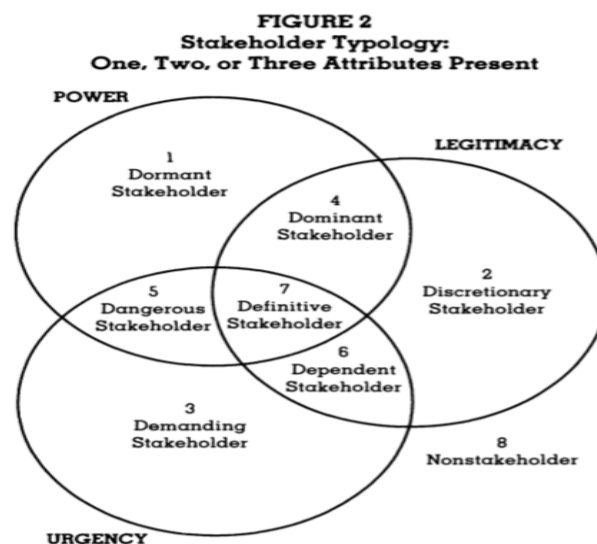 FIGURE 2
Stakeholder Typology:
One, Two, or Three Attributes Present
POWER
LEGITIMACY
1
Dormant
Stakeholder
4
Dominant
Stakeholder
2
Discretionary
Stakeholder
5
Dangerous
Stakeholder
7
Definitive
Stakeholder
6
Dependent
Stakeholder
3
Demanding
Stakeholder
8
Nonstakeholder
URGENCY